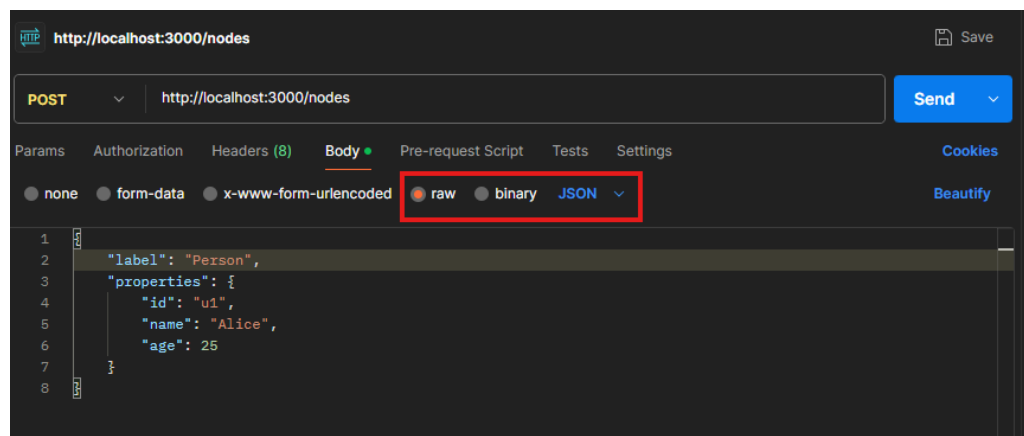 HTTP http://localhost:3000/nodes Save
POST http://localhost:3000/nodes Send
Params Authorization Headers (8) Body Pre-request Script Tests Settings Cookies
none form-data x-www-form-urlencoded raw binary JSON Beautify
1 {
2 "label": "Person",
3 "properties": {
4 "id": "u1",
5 "name": "Alice",
6 "age": 25
7 }
8 }